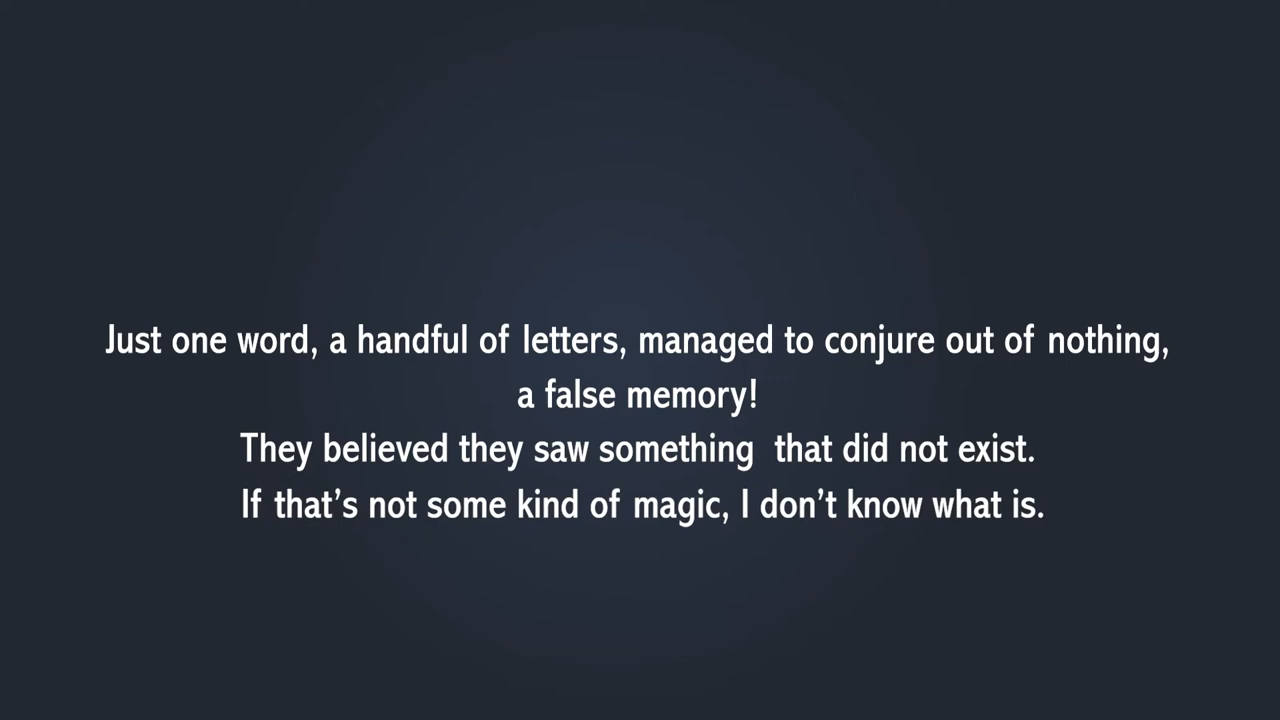 Just one word, a handful of letters, managed to conjure out of nothing,
a false memory!
They believed they saw something that did not exist.
If that’s not some kind of magic, I don’t know what is.